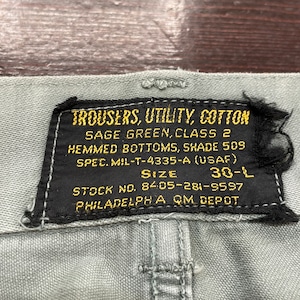 TROUSERS, UTILITY, COTTON
SAGE GREEN, CLASS 2
HEMMED BOTTOMS, SHADE 509
SPEC. MIL-T-4335-A (USAF)
SIZE 30-L
STOCK NO. 8405-281-9597
PHILADELPH A QM DEPOT